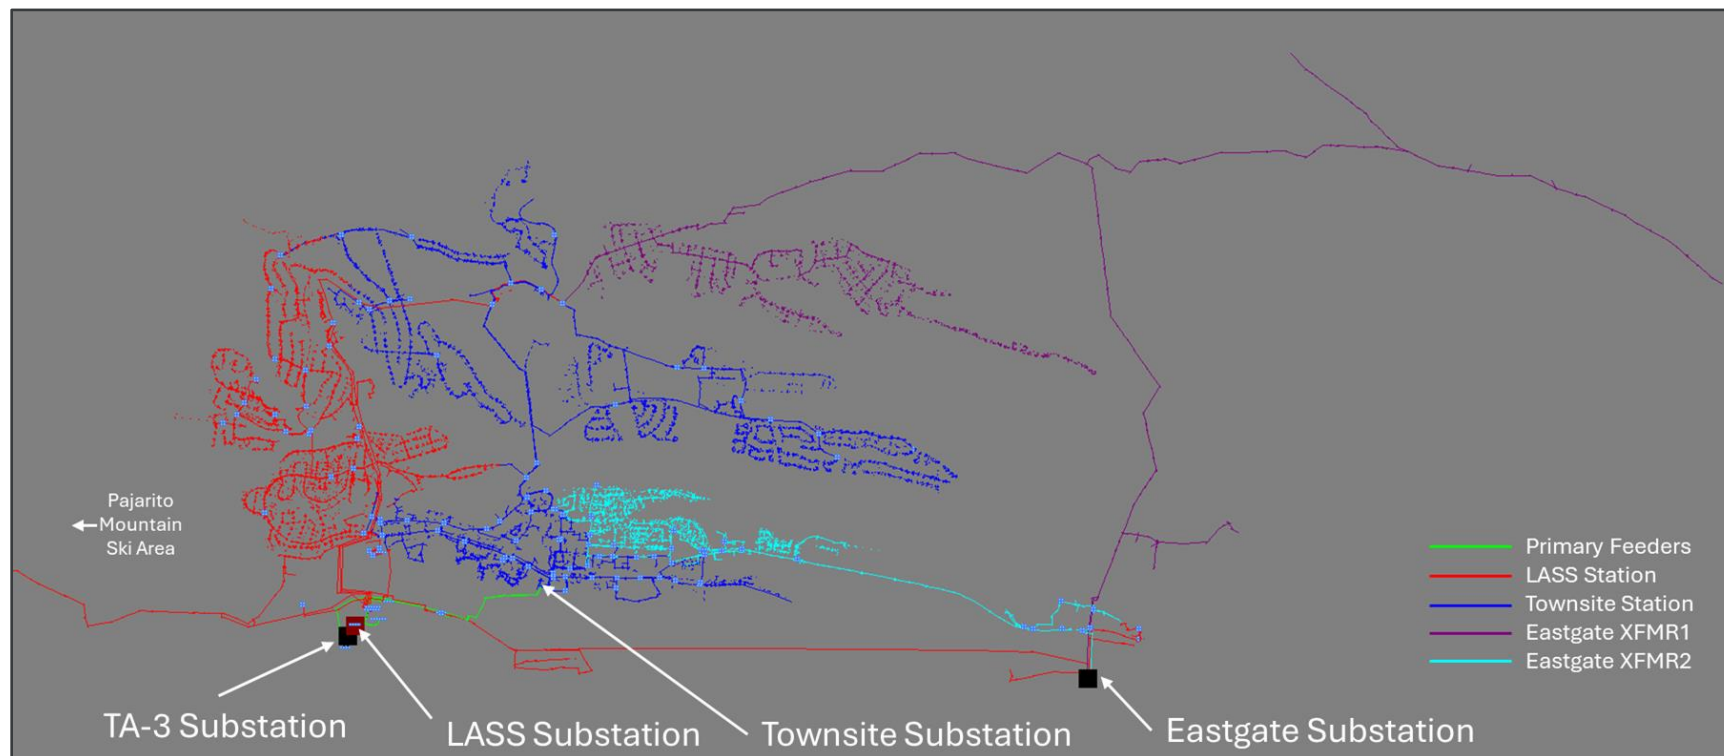 Pajarito
Mountain
Ski Area
Primary Feeders
LASS Station
Townsite Station
Eastgate XFMR1
Eastgate XFMR2
TA-3 Substation
LASS Substation
Townsite Substation
Eastgate Substation